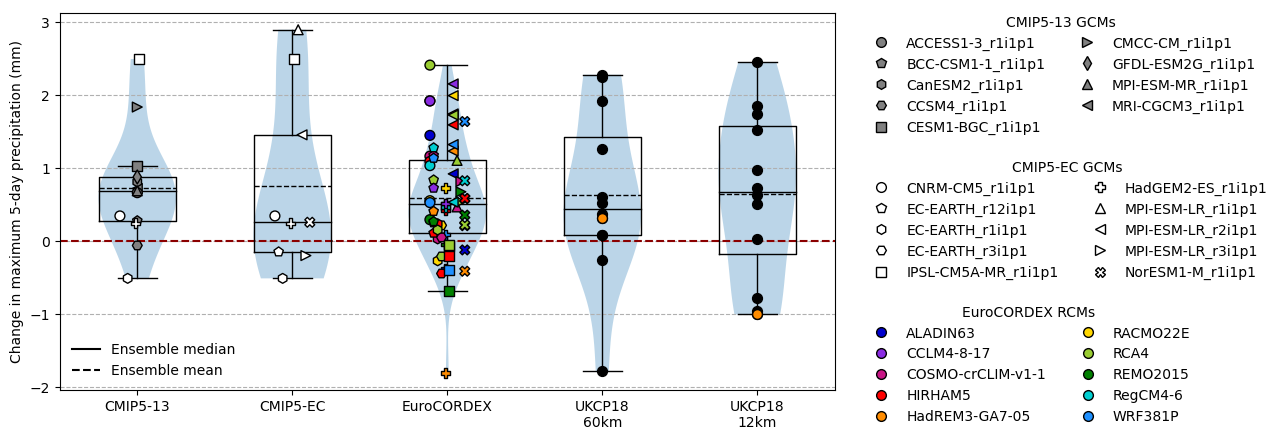 Change in maximum 5-day precipitation (mm)
3
2
1
0
−1
−2
Ensemble median
Ensemble mean
CMIP5-13
CMIP5-EC
EuroCORDEX
UKCP18
60km
UKCP18
12km
CMIP5-13 GCMs
ACCESS1-3_r1i1p1
BCC-CSM1-1_r1i1p1
CanESM2_r1i1p1
CCSM4_r1i1p1
CESM1-BGC_r1i1p1
CMCC-CM_r1i1p1
GFDL-ESM2G_r1i1p1
MPI-ESM-MR_r1i1p1
MRI-CGCM3_r1i1p1
CMIP5-EC GCMs
CNRM-CM5_r1i1p1
EC-EARTH_r12i1p1
EC-EARTH_r1i1p1
EC-EARTH_r3i1p1
IPSL-CM5A-MR_r1i1p1
HadGEM2-ES_r1i1p1
MPI-ESM-LR_r1i1p1
MPI-ESM-LR_r2i1p1
MPI-ESM-LR_r3i1p1
NorESM1-M_r1i1p1
EuroCORDEX RCMs
ALADIN63
CCLM4-8-17
COSMO-crCLIM-v1-1
HIRHAM5
HadREM3-GA7-05
RACMO22E
RCA4
REMO2015
RegCM4-6
WRF381P